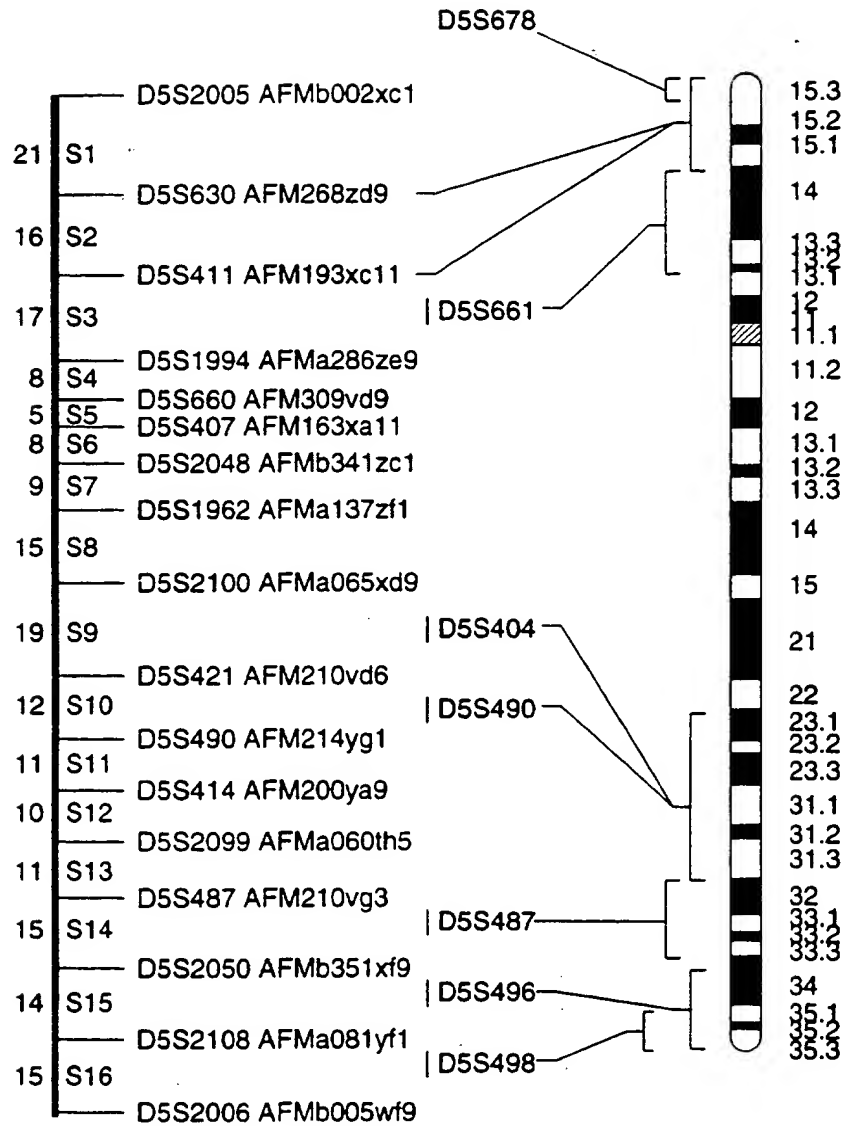 D5S678
D5S2005 AFMb002xc1
21 S1
D5S630 AFM268zd9
16 S2
D5S411 AFM193xc11
17 S3
D5S661
D5S1994 AFMa286ze9
8 S4
D5S660 AFM309vd9
5 S5
D5S407 AFM163xa11
8 S6
D5S2048 AFMb341zc1
9 S7
D5S1962 AFMa137zf1
15 S8
D5S2100 AFMa065xd9
19 S9
D5S404
D5S421 AFM210vd6
12 S10
D5S490
D5S490 AFM214yg1
11 S11
D5S414 AFM200ya9
10 S12
D5S2099 AFMa060th5
11 S13
D5S487 AFM210vg3
15 S14
D5S487
D5S2050 AFMb351xf9
14 S15
D5S496
D5S2108 AFMa081yf1
15 S16
D5S498
D5S2006 AFMb005wf9
15.3
15.2
15.1
14
13.3
13.2
13.1
12
11
11.1
11.2
12
13.1
13.2
13.3
14
15
21
22
23.1
23.2
23.3
31.1
31.2
31.3
32
33.1
33.2
33.3
34
35.1
35.2
35.3